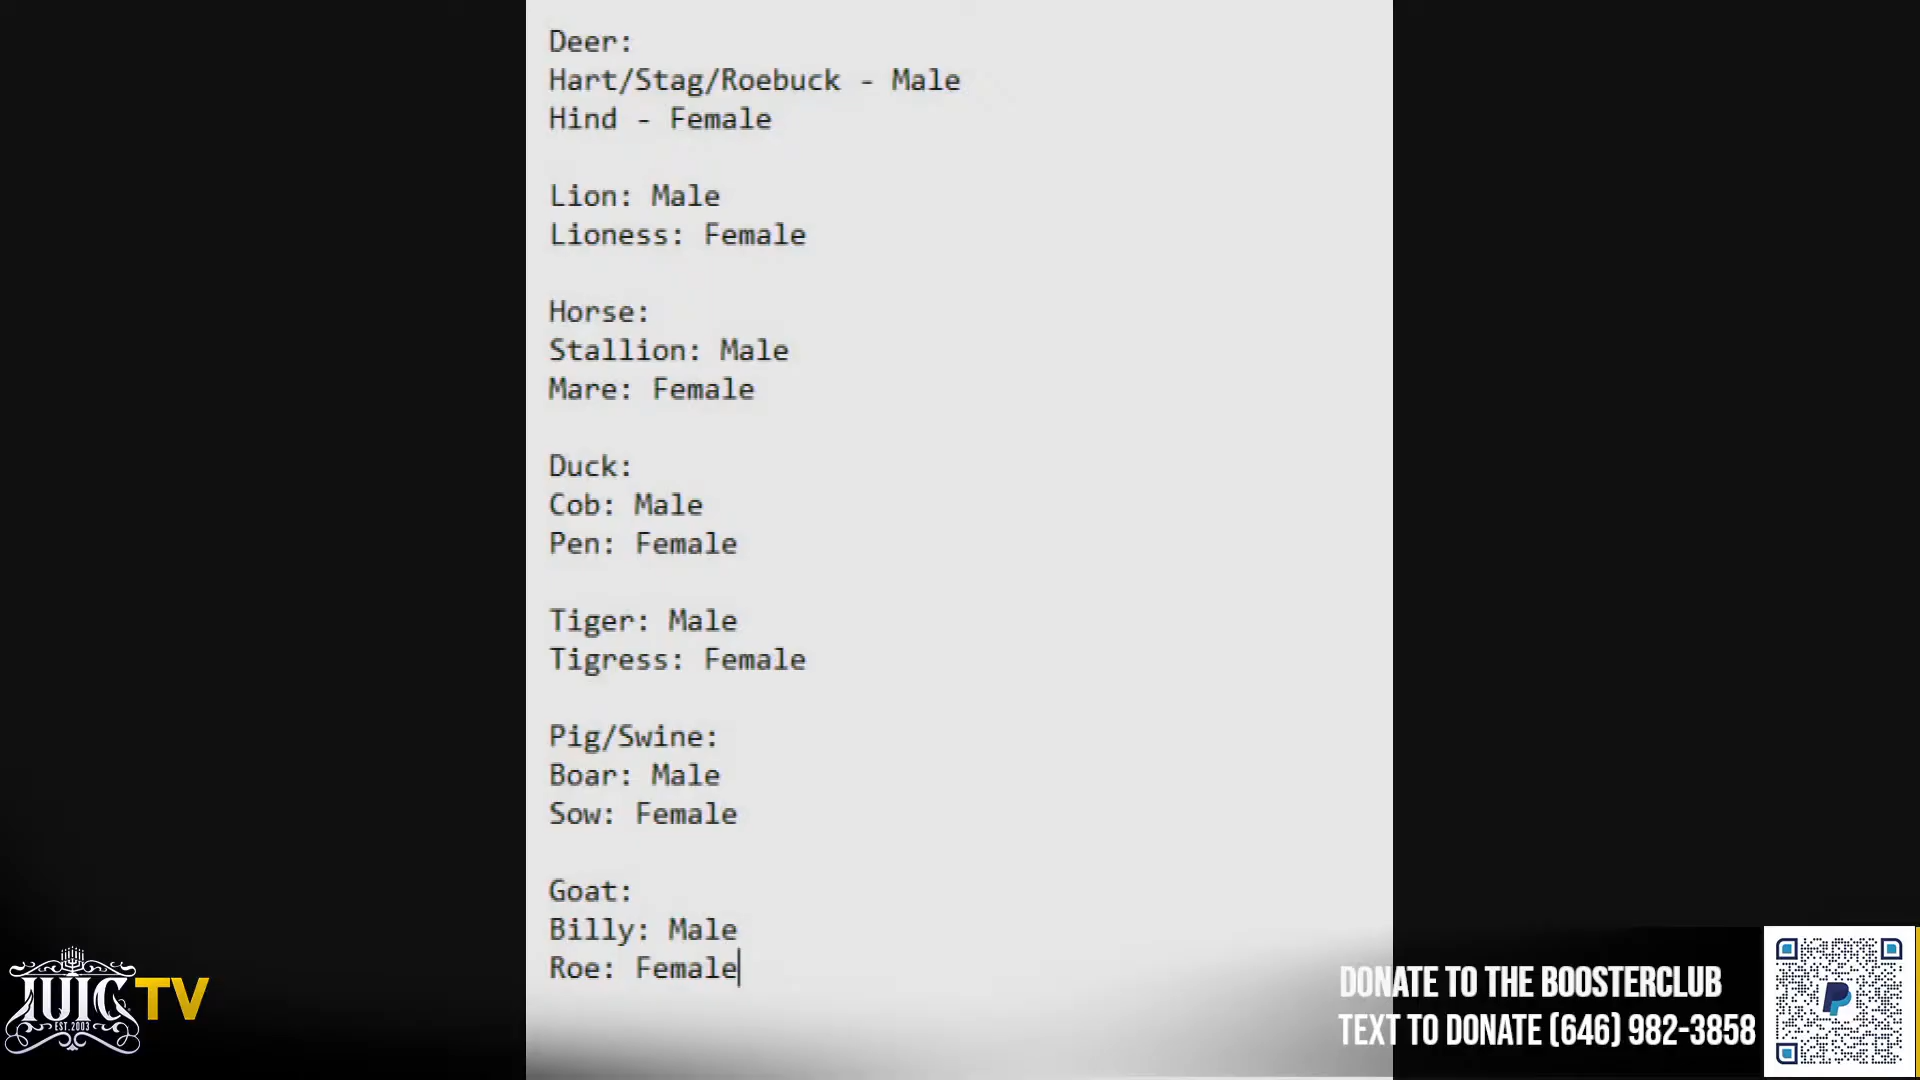 Deer:
Hart/Stag/Roebuck - Male
Hind - Female
Lion: Male
Lioness: Female
Horse:
Stallion: Male
Mare: Female
Duck:
Cob: Male
Pen: Female
Tiger: Male
Tigress: Female
Pig/Swine:
Boar: Male
Sow: Female
Goat:
Billy: Male
Roe: Female
IUIC TV
EST. 2003
DONATE TO THE BOOSTERCLUB
TEXT TO DONATE (646) 982-3858